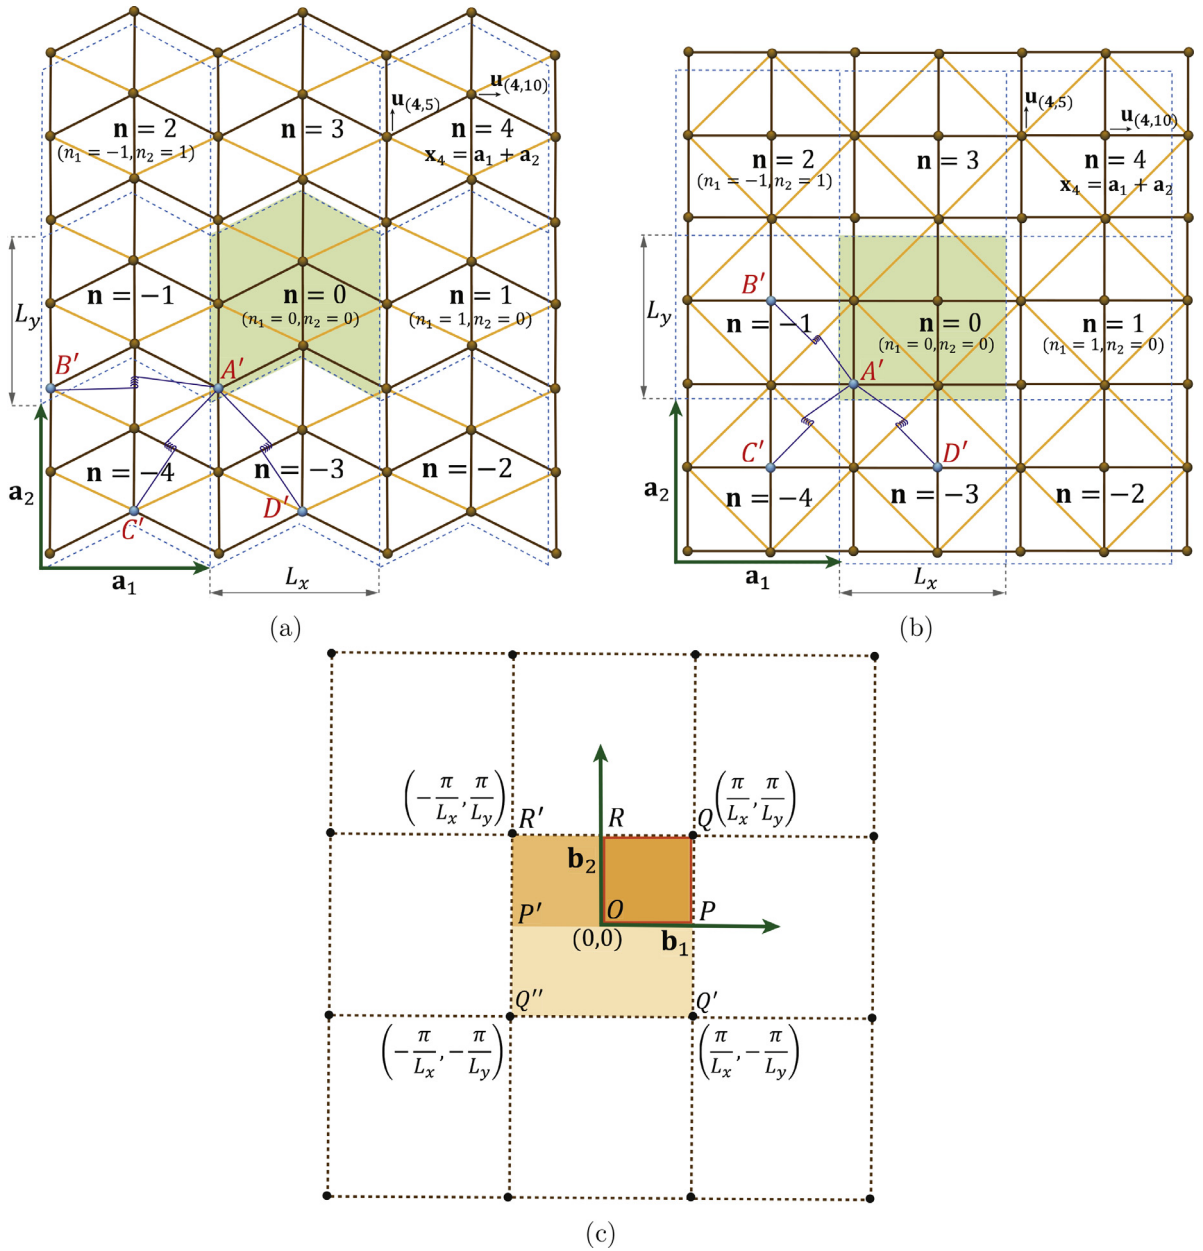 u(4,10)
u(4,5)
n = 2
(n₁ = −1, n₂ = 1)
n = 3
n = 4
x₄ = a₁ + a₂
n = −1
n = 0
(n₁ = 0, n₂ = 0)
n = 1
(n₁ = 1, n₂ = 0)
L_y
B′
A′
n = −4
n = −3
n = −2
a₂
C′
D′
a₁
L_x
(a)
u(4,5)
u(4,10)
n = 2
(n₁ = −1, n₂ = 1)
n = 3
n = 4
x₄ = a₁ + a₂
B′
L_y
n = −1
n = 0
(n₁ = 0, n₂ = 0)
n = 1
(n₁ = 1, n₂ = 0)
A′
C′
D′
a₂
n = −4
n = −3
n = −2
a₁
L_x
(b)
(−π/L_x, π/L_y)
(π/L_x, π/L_y)
R′
R
Q
b₂
P′
O
P
(0,0)
b₁
Q′′
Q′
(−π/L_x, −π/L_y)
(π/L_x, −π/L_y)
(c)